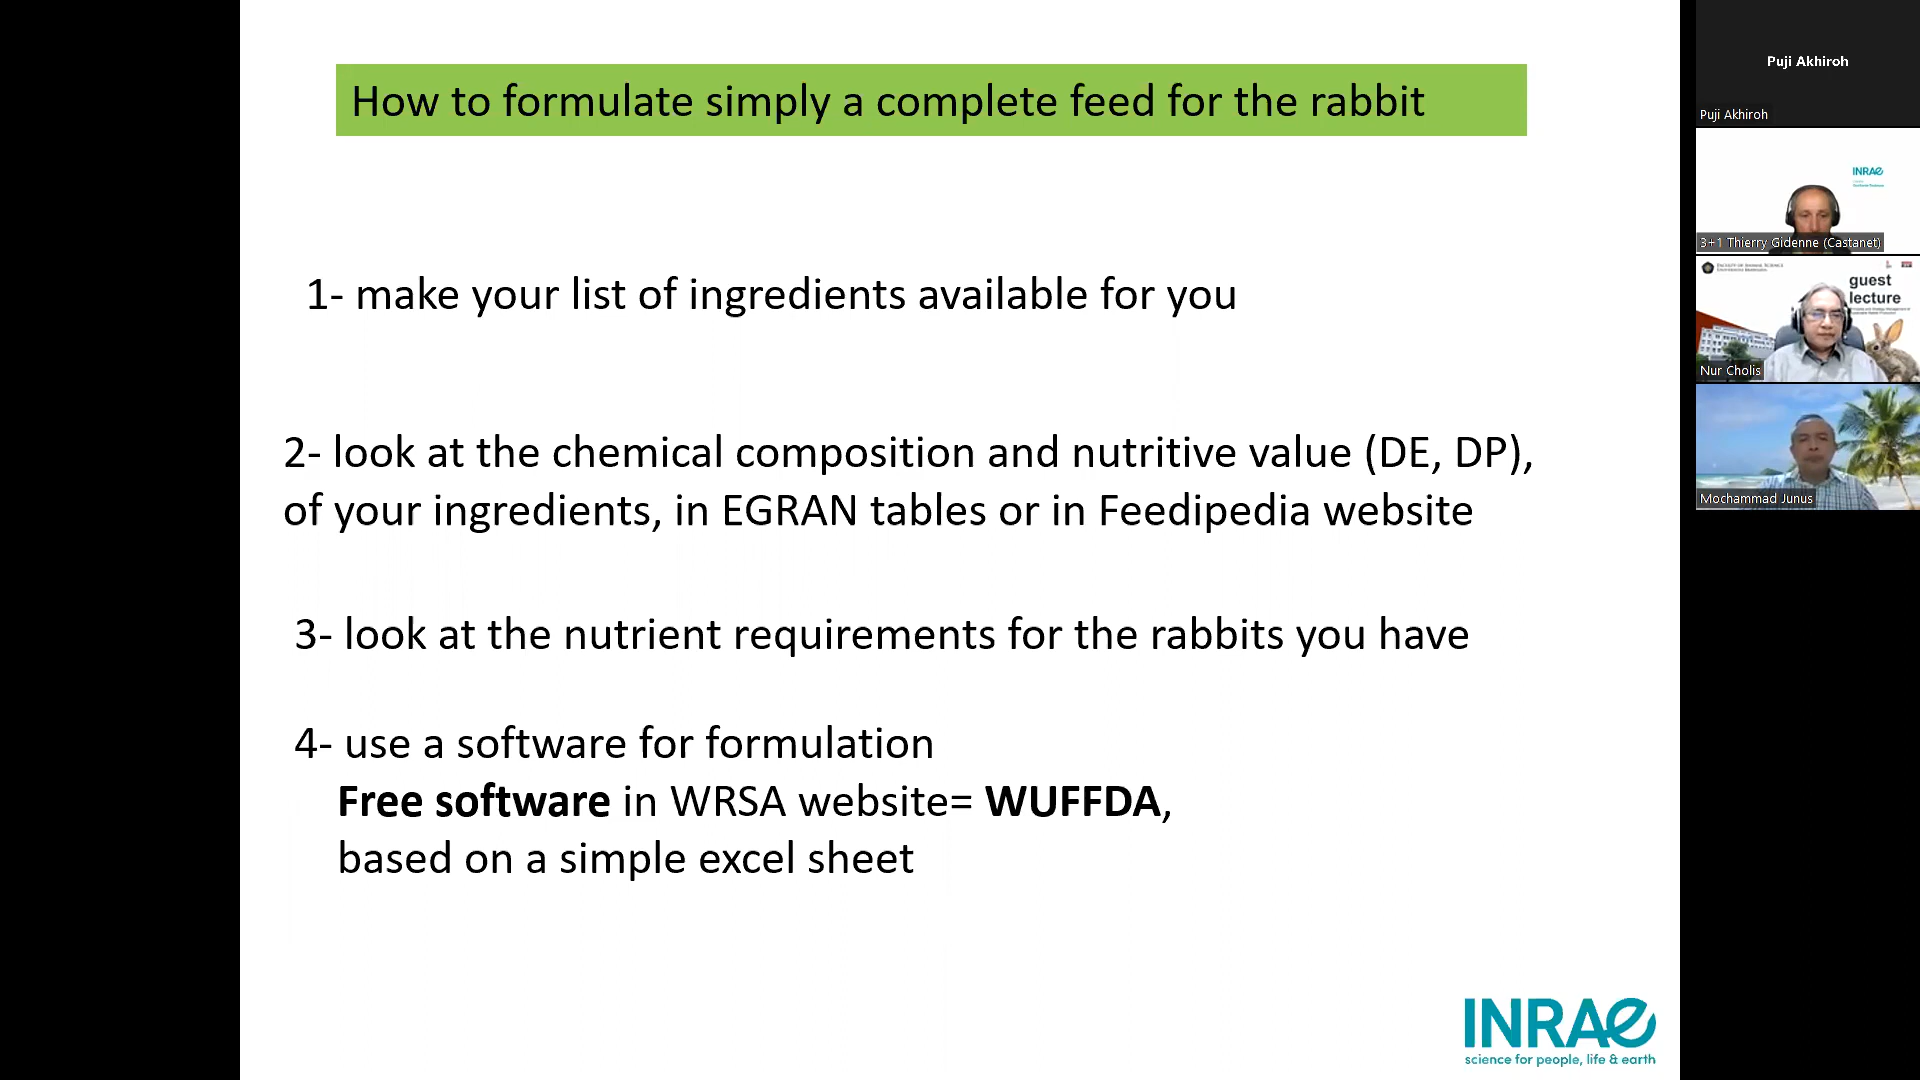 How to formulate simply a complete feed for the rabbit
1- make your list of ingredients available for you
2- look at the chemical composition and nutritive value (DE, DP),
of your ingredients, in EGRAN tables or in Feedipedia website
3- look at the nutrient requirements for the rabbits you have
4- use a software for formulation
Free software in WRSA website= WUFFDA,
based on a simple excel sheet
INRAE
science for people, life & earth
Puji Akhiroh
Puji Akhiroh
INRAE
3+1 Thierry Gidenne (Castanet)
guest
lecture
Nur Cholis
Mochammad Junus